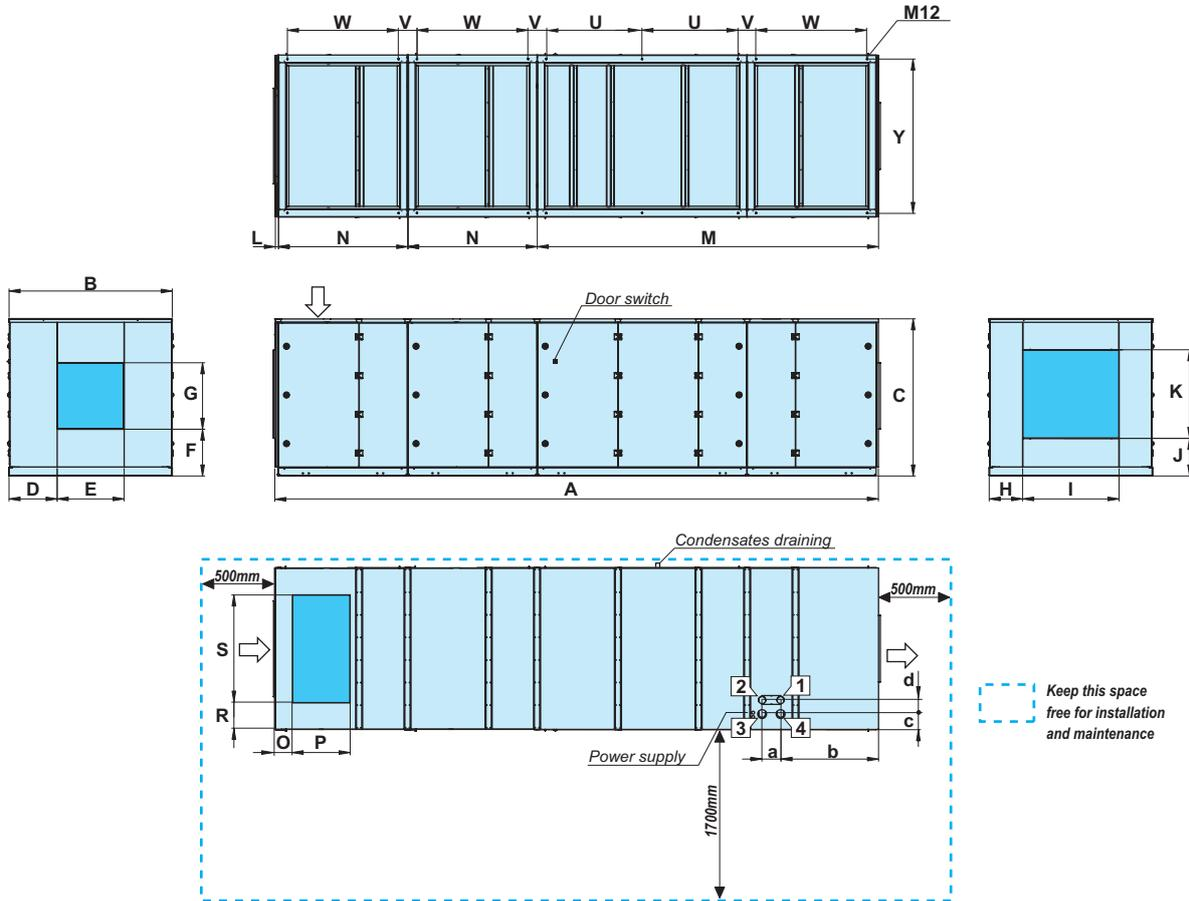 W V W V U U V W M12
Y
L N N M
B
Door switch
G
F
D E
C
A
K
J
H I
Condensates draining
500mm
500mm
S
R
O P
2 1
3 4
d
c
Power supply
a b
1700mm
Keep this space
free for installation
and maintenance